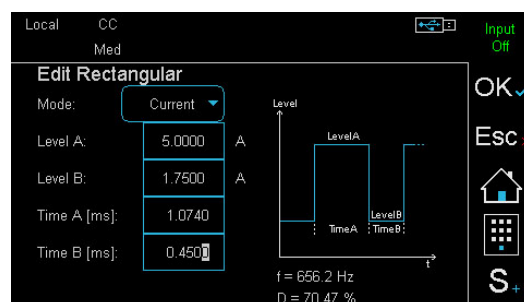 Local CC
Med
Input
Off
Edit Rectangular
OK
Mode: Current
Level
Level A: 5.0000 A
LevelA
Esc
Level B: 1.7500 A
Time A [ms]: 1.0740
LevelB
TimeA TimeB
Time B [ms]: 0.4500
t
f = 656.2 Hz
D = 70.47 %
S+